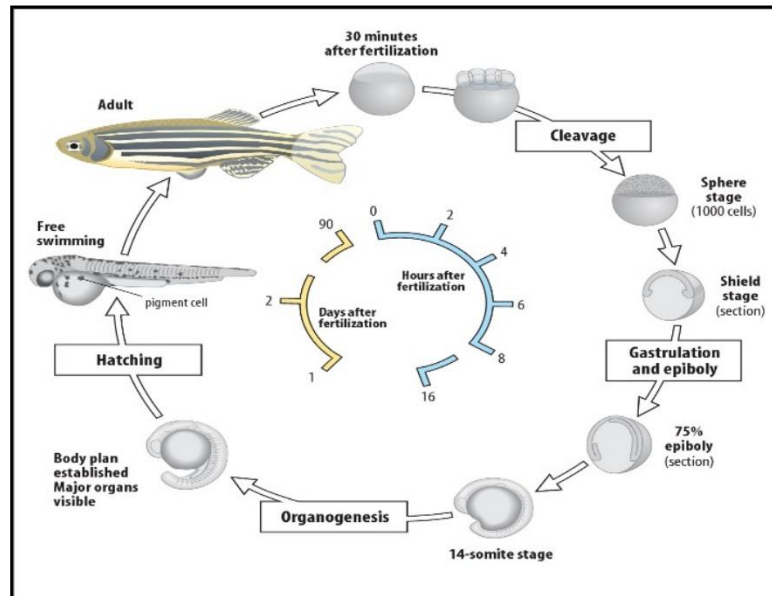 30 minutes
after fertilization
Adult
Cleavage
Sphere
stage
(1000 cells)
Free
swimming
pigment cell
90
0
2
4
6
8
16
Hours after
fertilization
2
1
Days after
fertilization
Shield
stage
(section)
Hatching
Gastrulation
and epiboly
75%
epiboly
(section)
Body plan
established
Major organs
visible
Organogenesis
14-somite stage